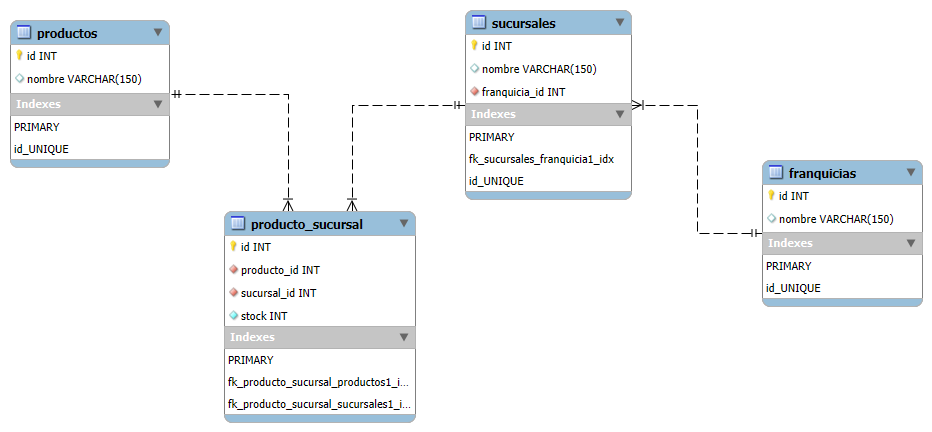 productos
id INT
nombre VARCHAR(150)
Indexes
PRIMARY
id_UNIQUE
sucursales
id INT
nombre VARCHAR(150)
franquicia_id INT
Indexes
PRIMARY
fk_sucursales_franquicia1_idx
id_UNIQUE
franquicias
id INT
nombre VARCHAR(150)
Indexes
PRIMARY
id_UNIQUE
producto_sucursal
id INT
producto_id INT
sucursal_id INT
stock INT
Indexes
PRIMARY
fk_producto_sucursal_productos1_i...
fk_producto_sucursal_sucursales1_i...